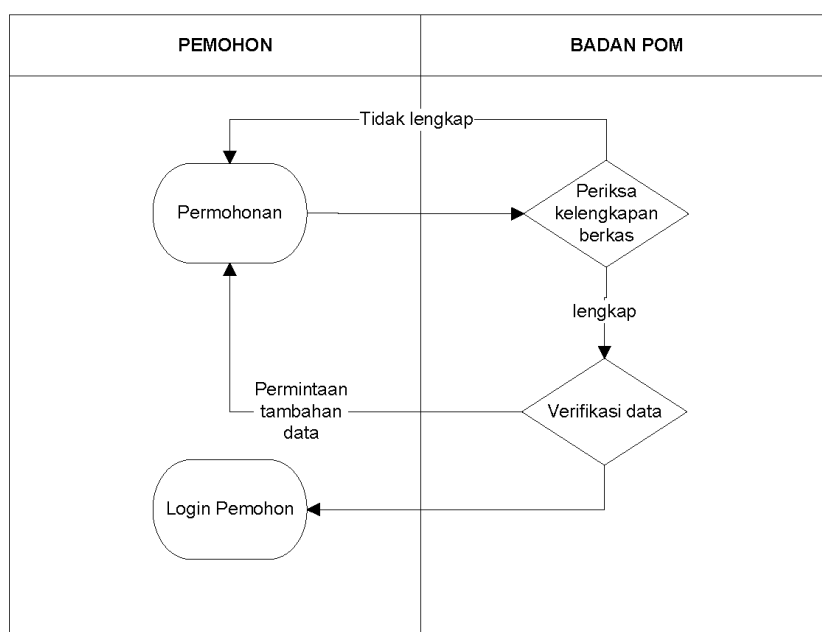 PEMOHON
BADAN POM
Tidak lengkap
Permohonan
Periksa
kelengkapan
berkas
lengkap
Permintaan
tambahan
data
Verifikasi data
Login Pemohon